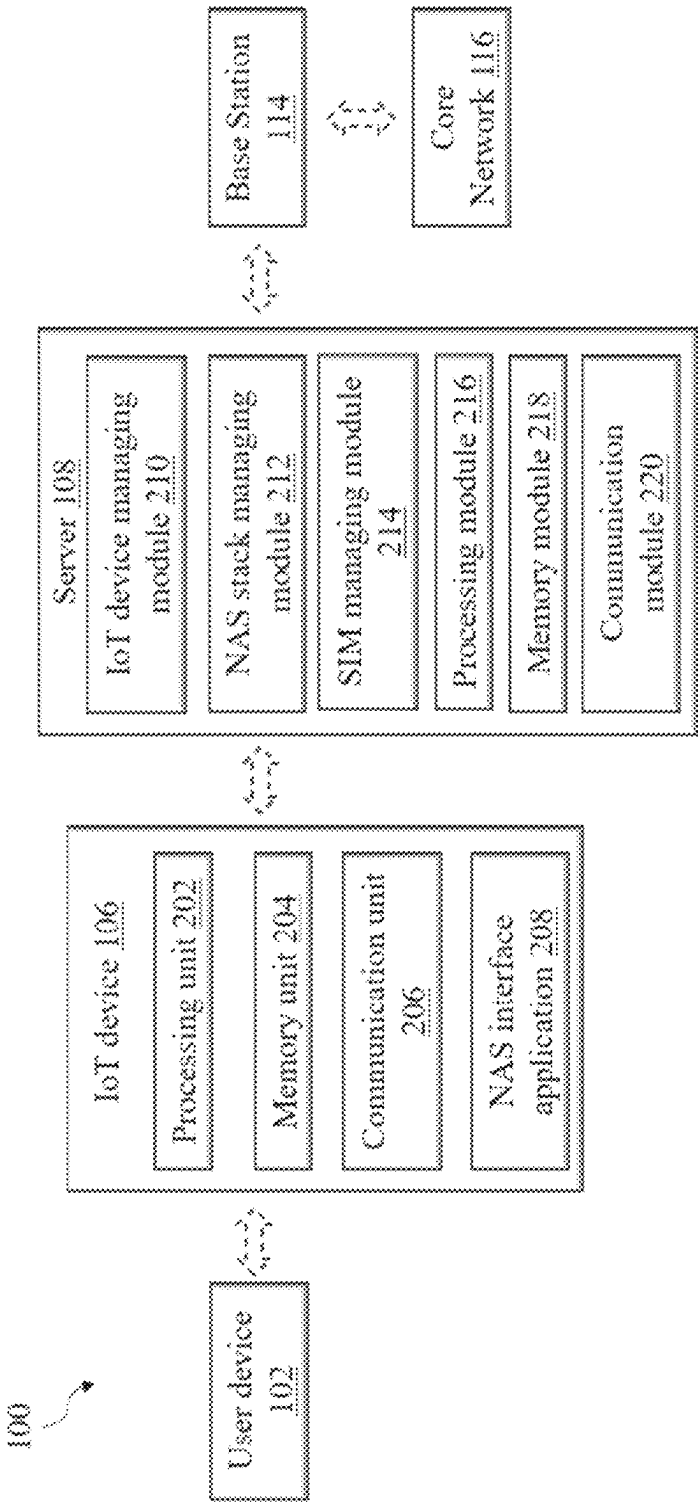 100
User device
102
IoT device 106
Processing unit 202
Memory unit 204
Communication unit
206
NAS interface
application 208
Server 108
IoT device managing
module 210
NAS stack managing
module 212
SIM managing module
214
Processing module 216
Memory module 218
Communication
module 220
Base Station
114
Core
Network 116